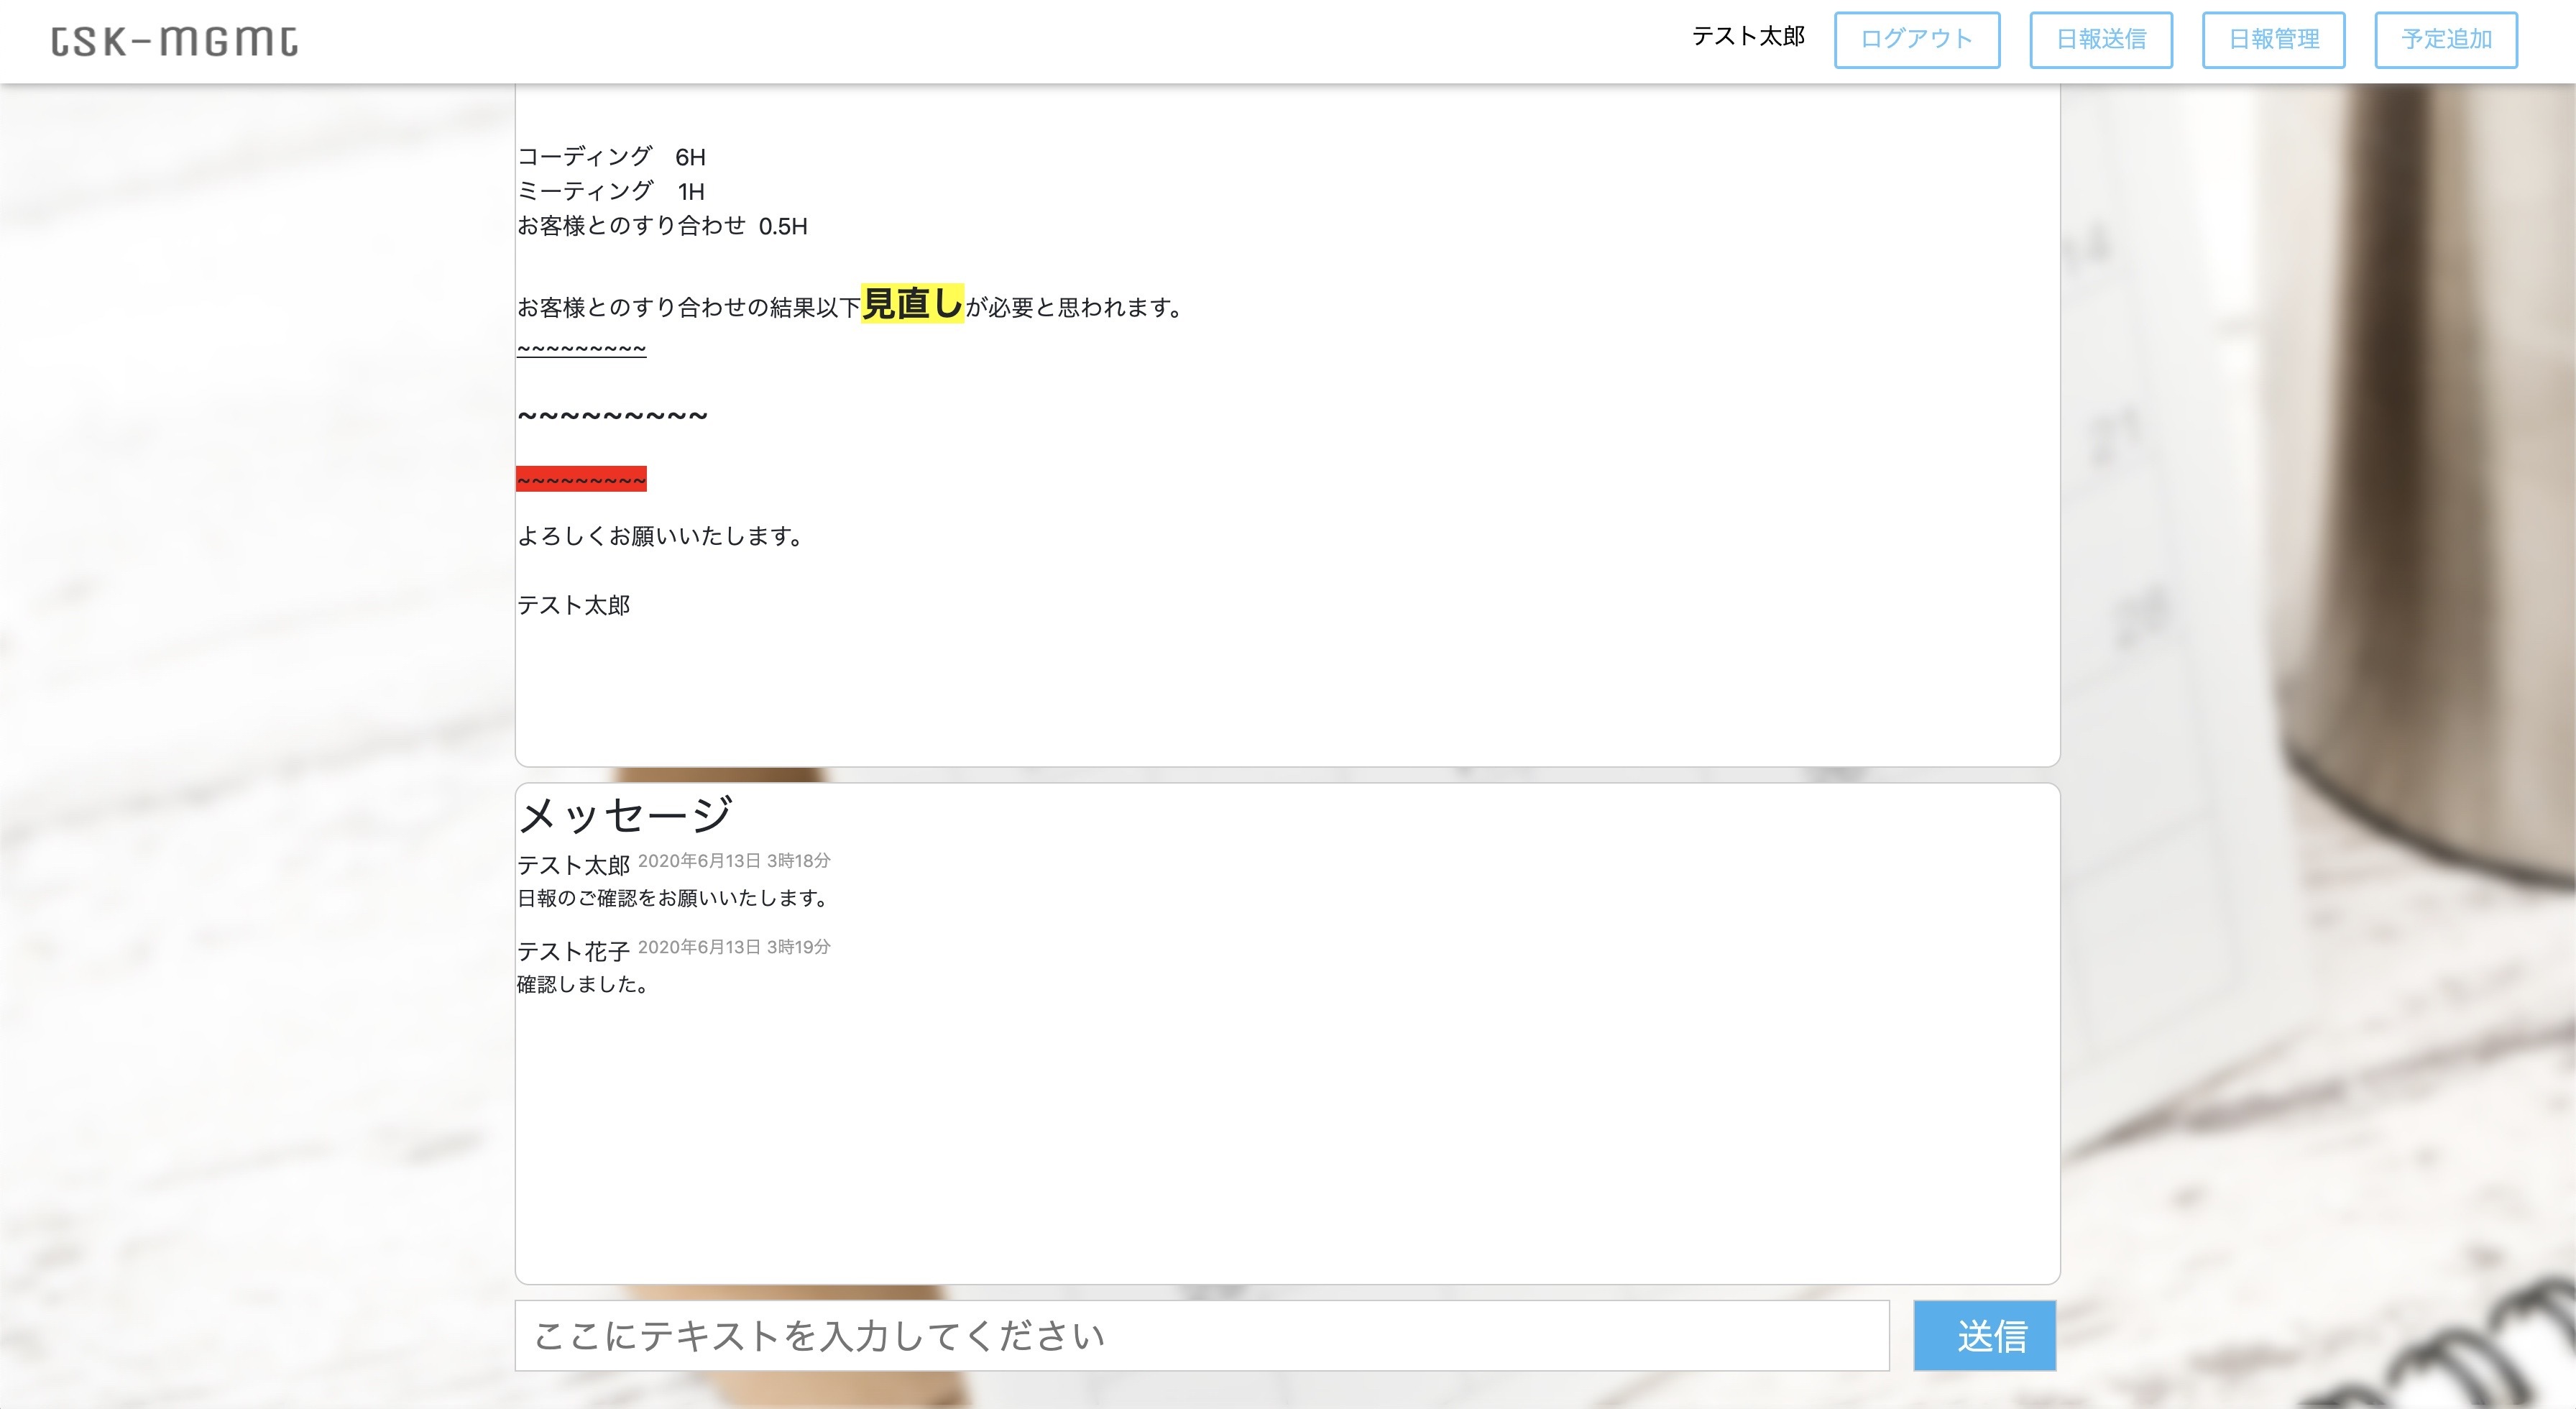 tsk-mgmt
テスト太郎 ログアウト 日報送信 日報管理 予定追加
コーディング　6H
ミーティング　1H
お客様とのすり合わせ 0.5H
お客様とのすり合わせの結果以下見直しが必要と思われます。
~~~~~~~~~
~~~~~~~~~
~~~~~~~~~
よろしくお願いいたします。
テスト太郎
メッセージ
テスト太郎 2020年6月13日 3時18分
日報のご確認をお願いいたします。
テスト花子 2020年6月13日 3時19分
確認しました。
ここにテキストを入力してください 送信